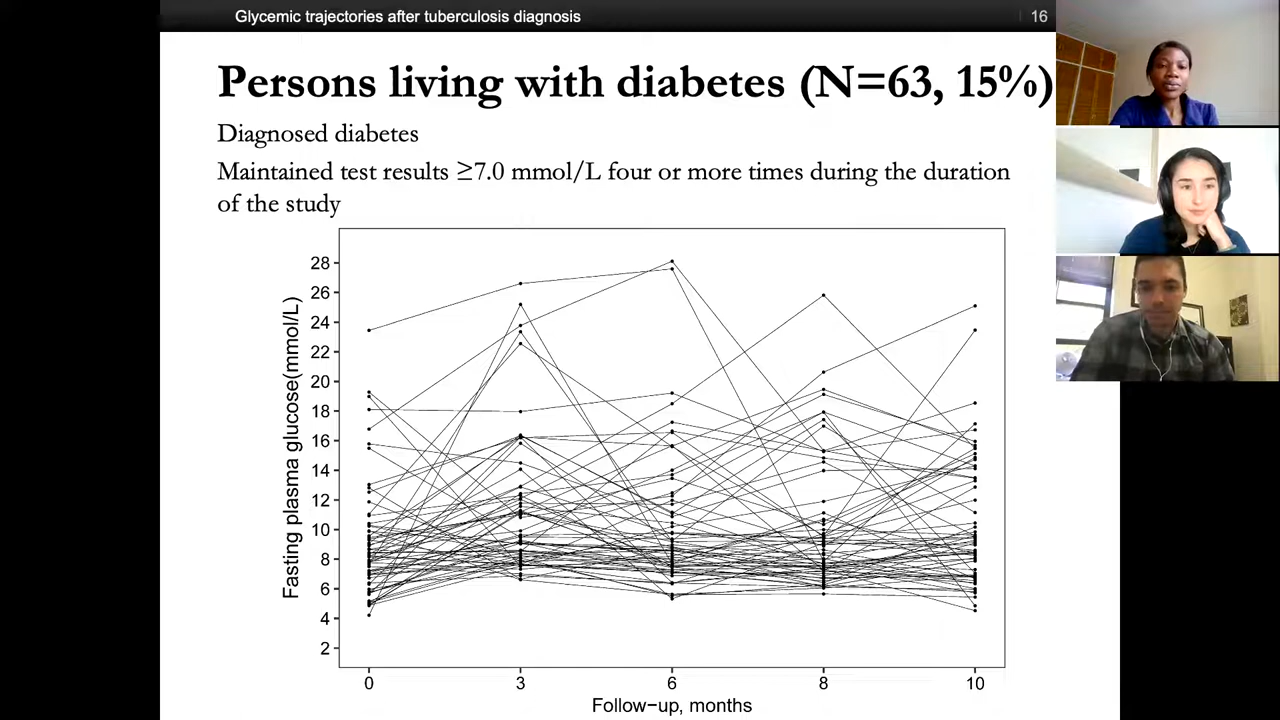 Glycemic trajectories after tuberculosis diagnosis
16
Persons living with diabetes (N=63, 15%)
Diagnosed diabetes
Maintained test results ≥7.0 mmol/L four or more times during the duration
of the study
Fasting plasma glucose(mmol/L)
28
26
24
22
20
18
16
14
12
10
8
6
4
2
0 3 6 8 10
Follow−up, months